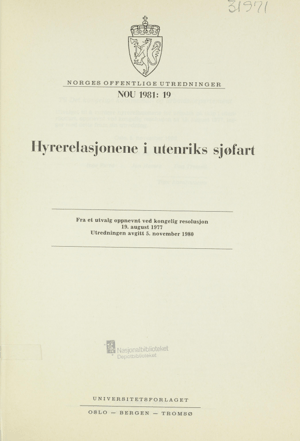 31971
NORGES OFFENTLIGE UTREDNINGER
NOU 1981: 19
Hyrerelasjonene i utenriks sjøfart
Fra et utvalg oppnevnt ved kongelig resolusjon
19. august 1977
Utredningen avgitt 5. november 1980
Nasjonalbiblioteket
Depotbiblioteket
UNIVERSITETSFORLAGET
OSLO – BERGEN – TROMSØ